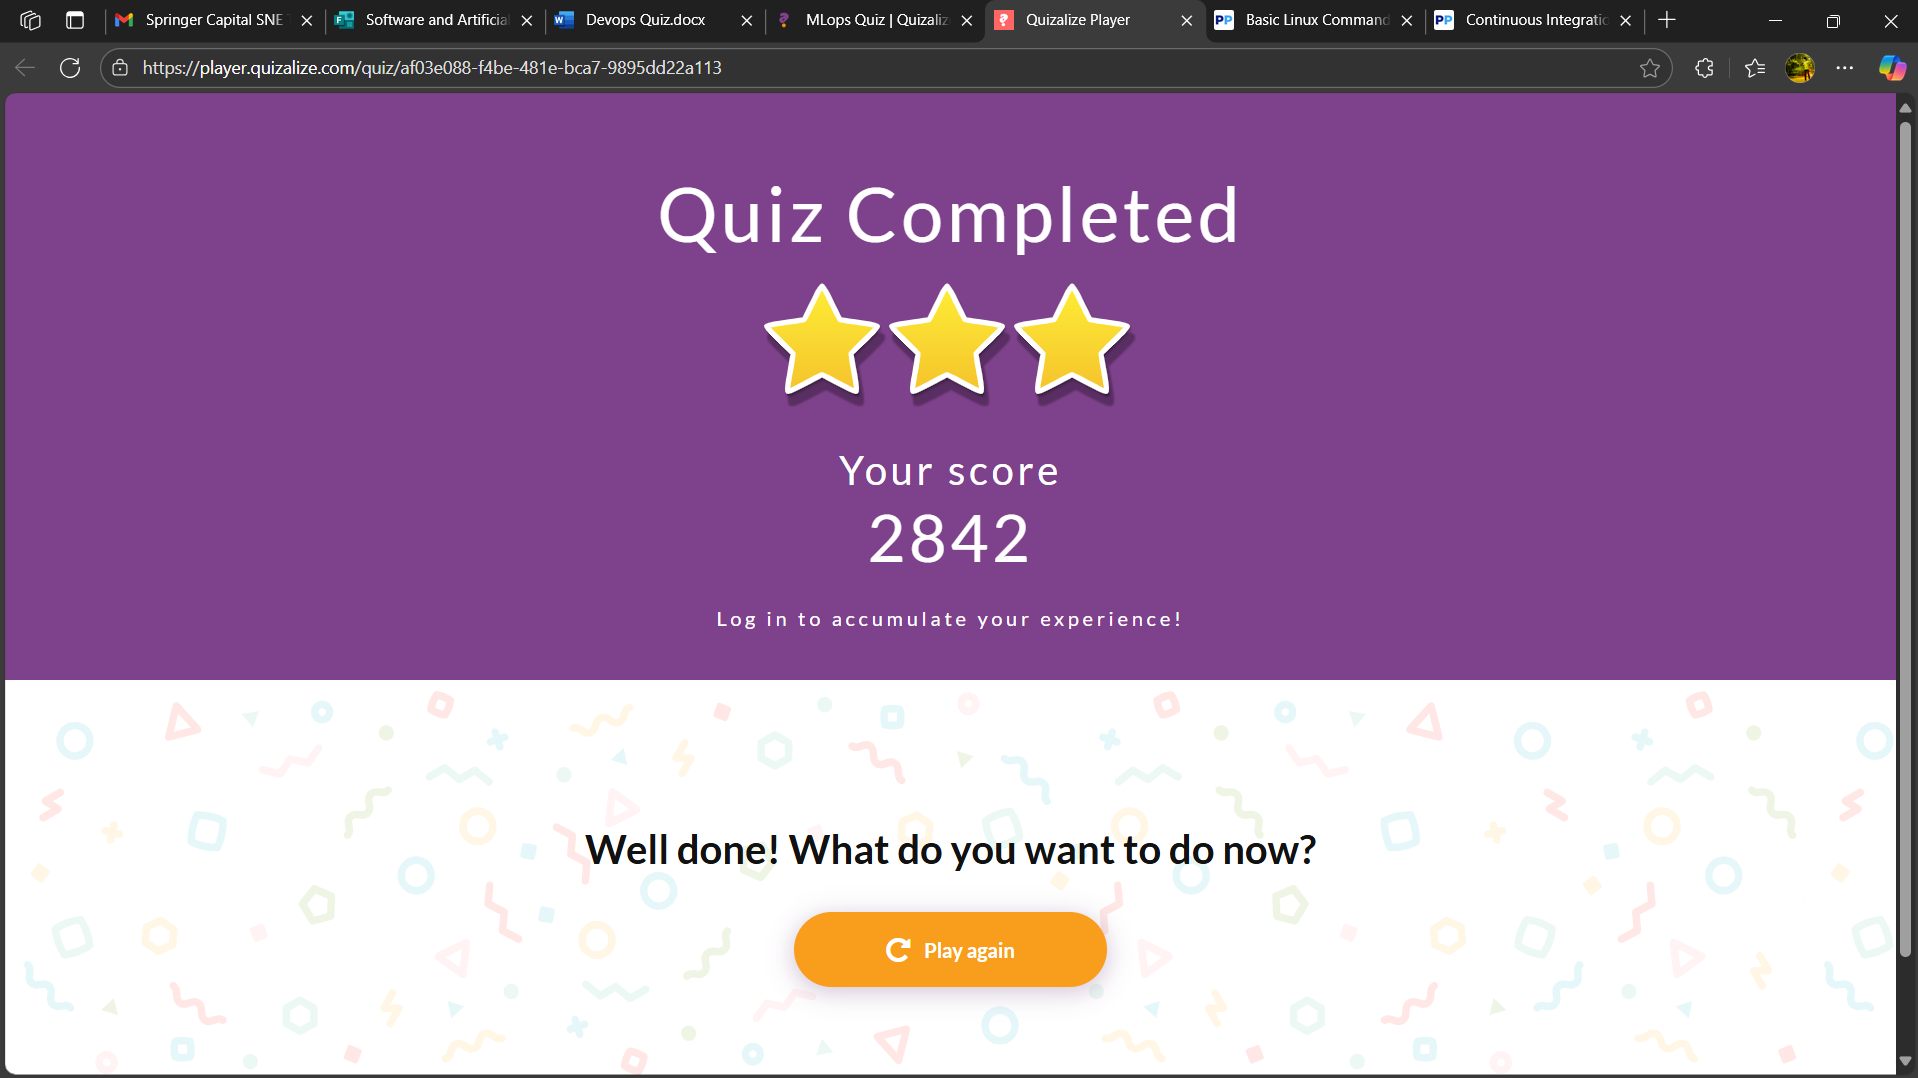 Springer Capital SNE
Software and Artificial
Devops Quiz.docx
MLops Quiz | Quizaliz
Quizalize Player
Basic Linux Command
Continuous Integratio
https://player.quizalize.com/quiz/af03e088-f4be-481e-bca7-9895dd22a113
Quiz Completed
Your score
2842
Log in to accumulate your experience!
Well done! What do you want to do now?
Play again